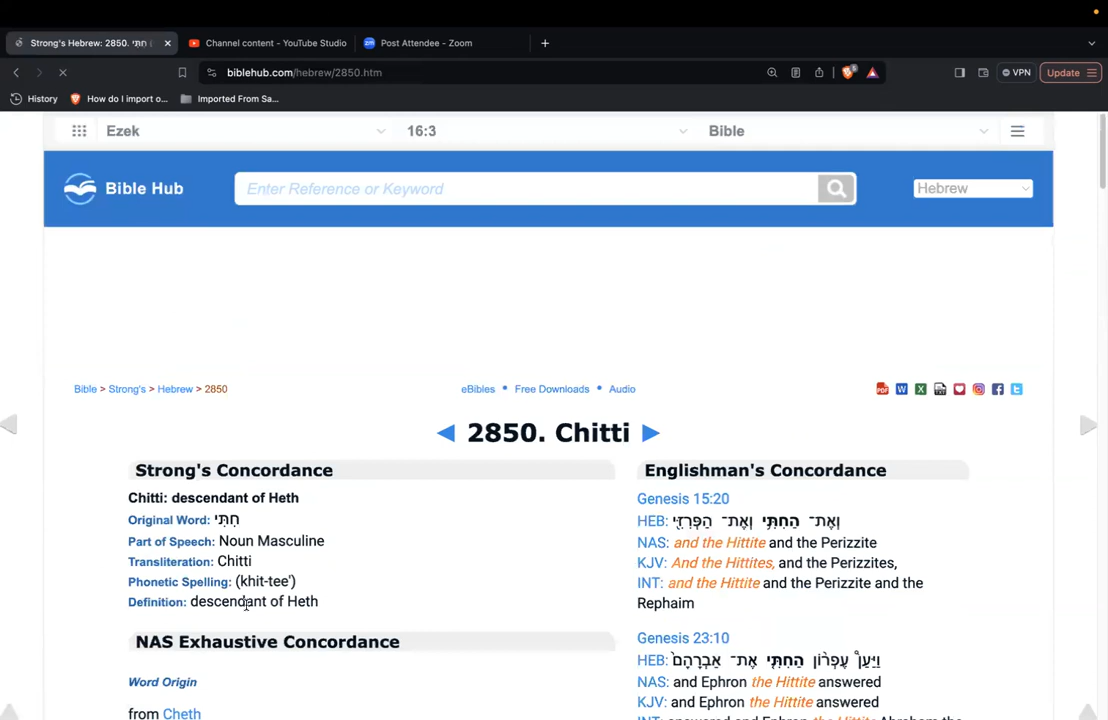 Strong's Hebrew: 2850. חִתִּי
Channel content - YouTube Studio
Post Attendee - Zoom
biblehub.com/hebrew/2850.htm
VPN
Update
History
How do I import o...
Imported From Sa...
Ezek
16:3
Bible
Bible Hub
Enter Reference or Keyword
Hebrew
Bible > Strong's > Hebrew > 2850
eBibles • Free Downloads • Audio
◄ 2850. Chitti ►
Strong's Concordance
Chitti: descendant of Heth
Original Word: חִתִּי
Part of Speech: Noun Masculine
Transliteration: Chitti
Phonetic Spelling: (khit-tee')
Definition: descendant of Heth
NAS Exhaustive Concordance
Word Origin
from Cheth
Englishman's Concordance
Genesis 15:20
HEB: וְאֶת־ הַחִתִּ֥י וְאֶת־ הַפְּרִזִּ֖י
NAS: and the Hittite and the Perizzite
KJV: And the Hittites, and the Perizzites,
INT: and the Hittite and the Perizzite and the
Rephaim
Genesis 23:10
HEB: וַיַּעַן֩ עֶפְר֨וֹן הַחִתִּ֤י אֶת־ אַבְרָהָם֙
NAS: and Ephron the Hittite answered
KJV: and Ephron the Hittite answered